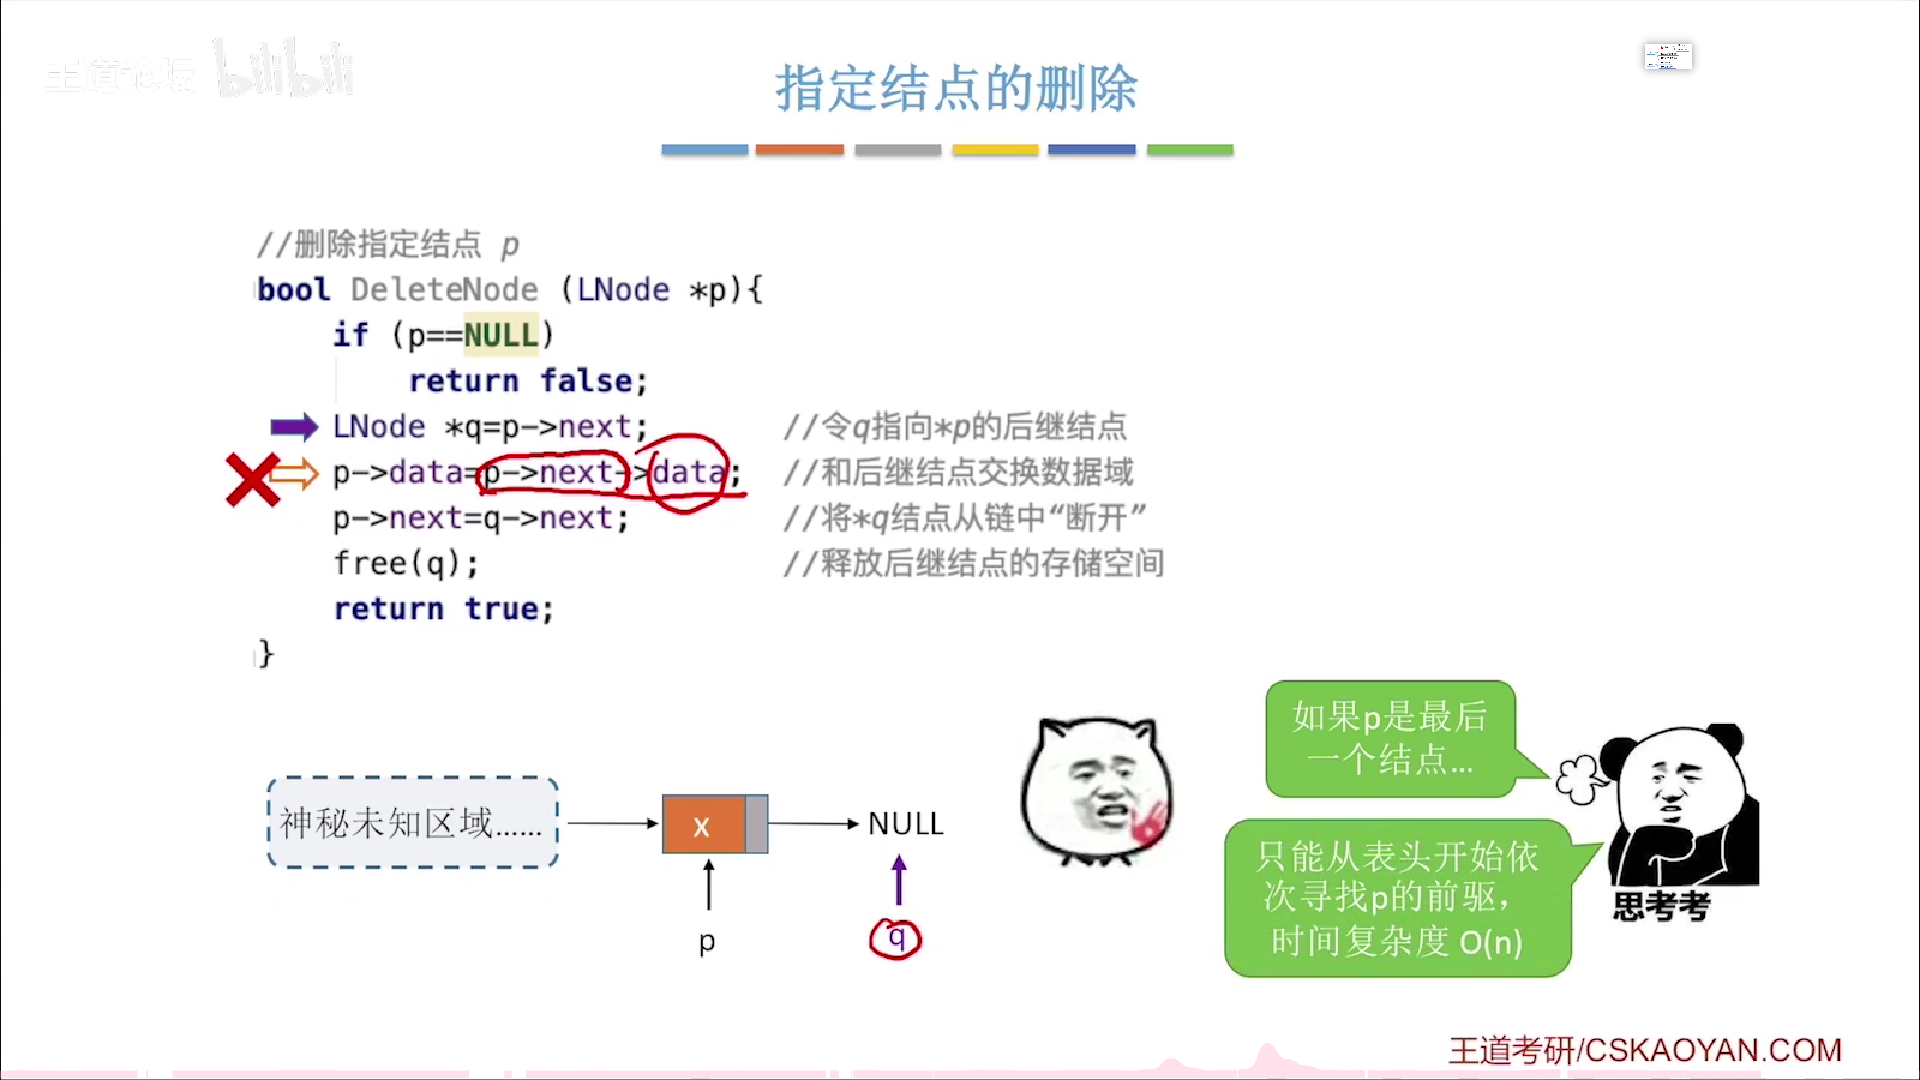 王道论坛 bilibili
指定结点的删除
//删除指定结点 p
bool DeleteNode (LNode *p){
if (p==NULL)
return false;
LNode *q=p->next; //令q指向*p的后继结点
p->data=p->next->data; //和后继结点交换数据域
p->next=q->next; //将*q结点从链中“断开”
free(q); //释放后继结点的存储空间
return true;
}
如果p是最后
一个结点...
神秘未知区域...... x NULL
只能从表头开始依
次寻找p的前驱，
时间复杂度 O(n)
思考考
p q
王道考研/CSKAOYAN.COM